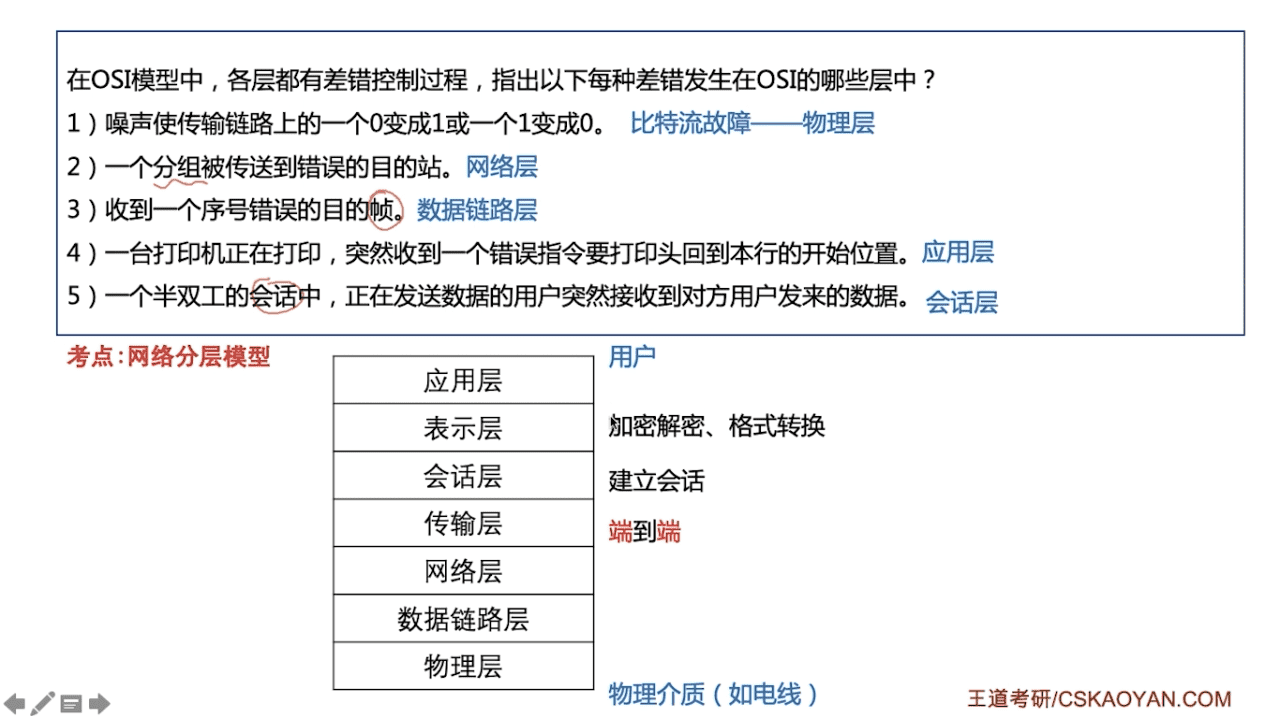 在OSI模型中，各层都有差错控制过程，指出以下每种差错发生在OSI的哪些层中？
1）噪声使传输链路上的一个0变成1或一个1变成0。 比特流故障——物理层
2）一个分组被传送到错误的目的站。网络层
3）收到一个序号错误的目的帧。数据链路层
4）一台打印机正在打印，突然收到一个错误指令要打印头回到本行的开始位置。应用层
5）一个半双工的会话中，正在发送数据的用户突然接收到对方用户发来的数据。会话层
考点:网络分层模型
用户
应用层
表示层 加密解密、格式转换
会话层 建立会话
传输层 端到端
网络层
数据链路层
物理层
物理介质（如电线）
王道考研/CSKAOYAN.COM